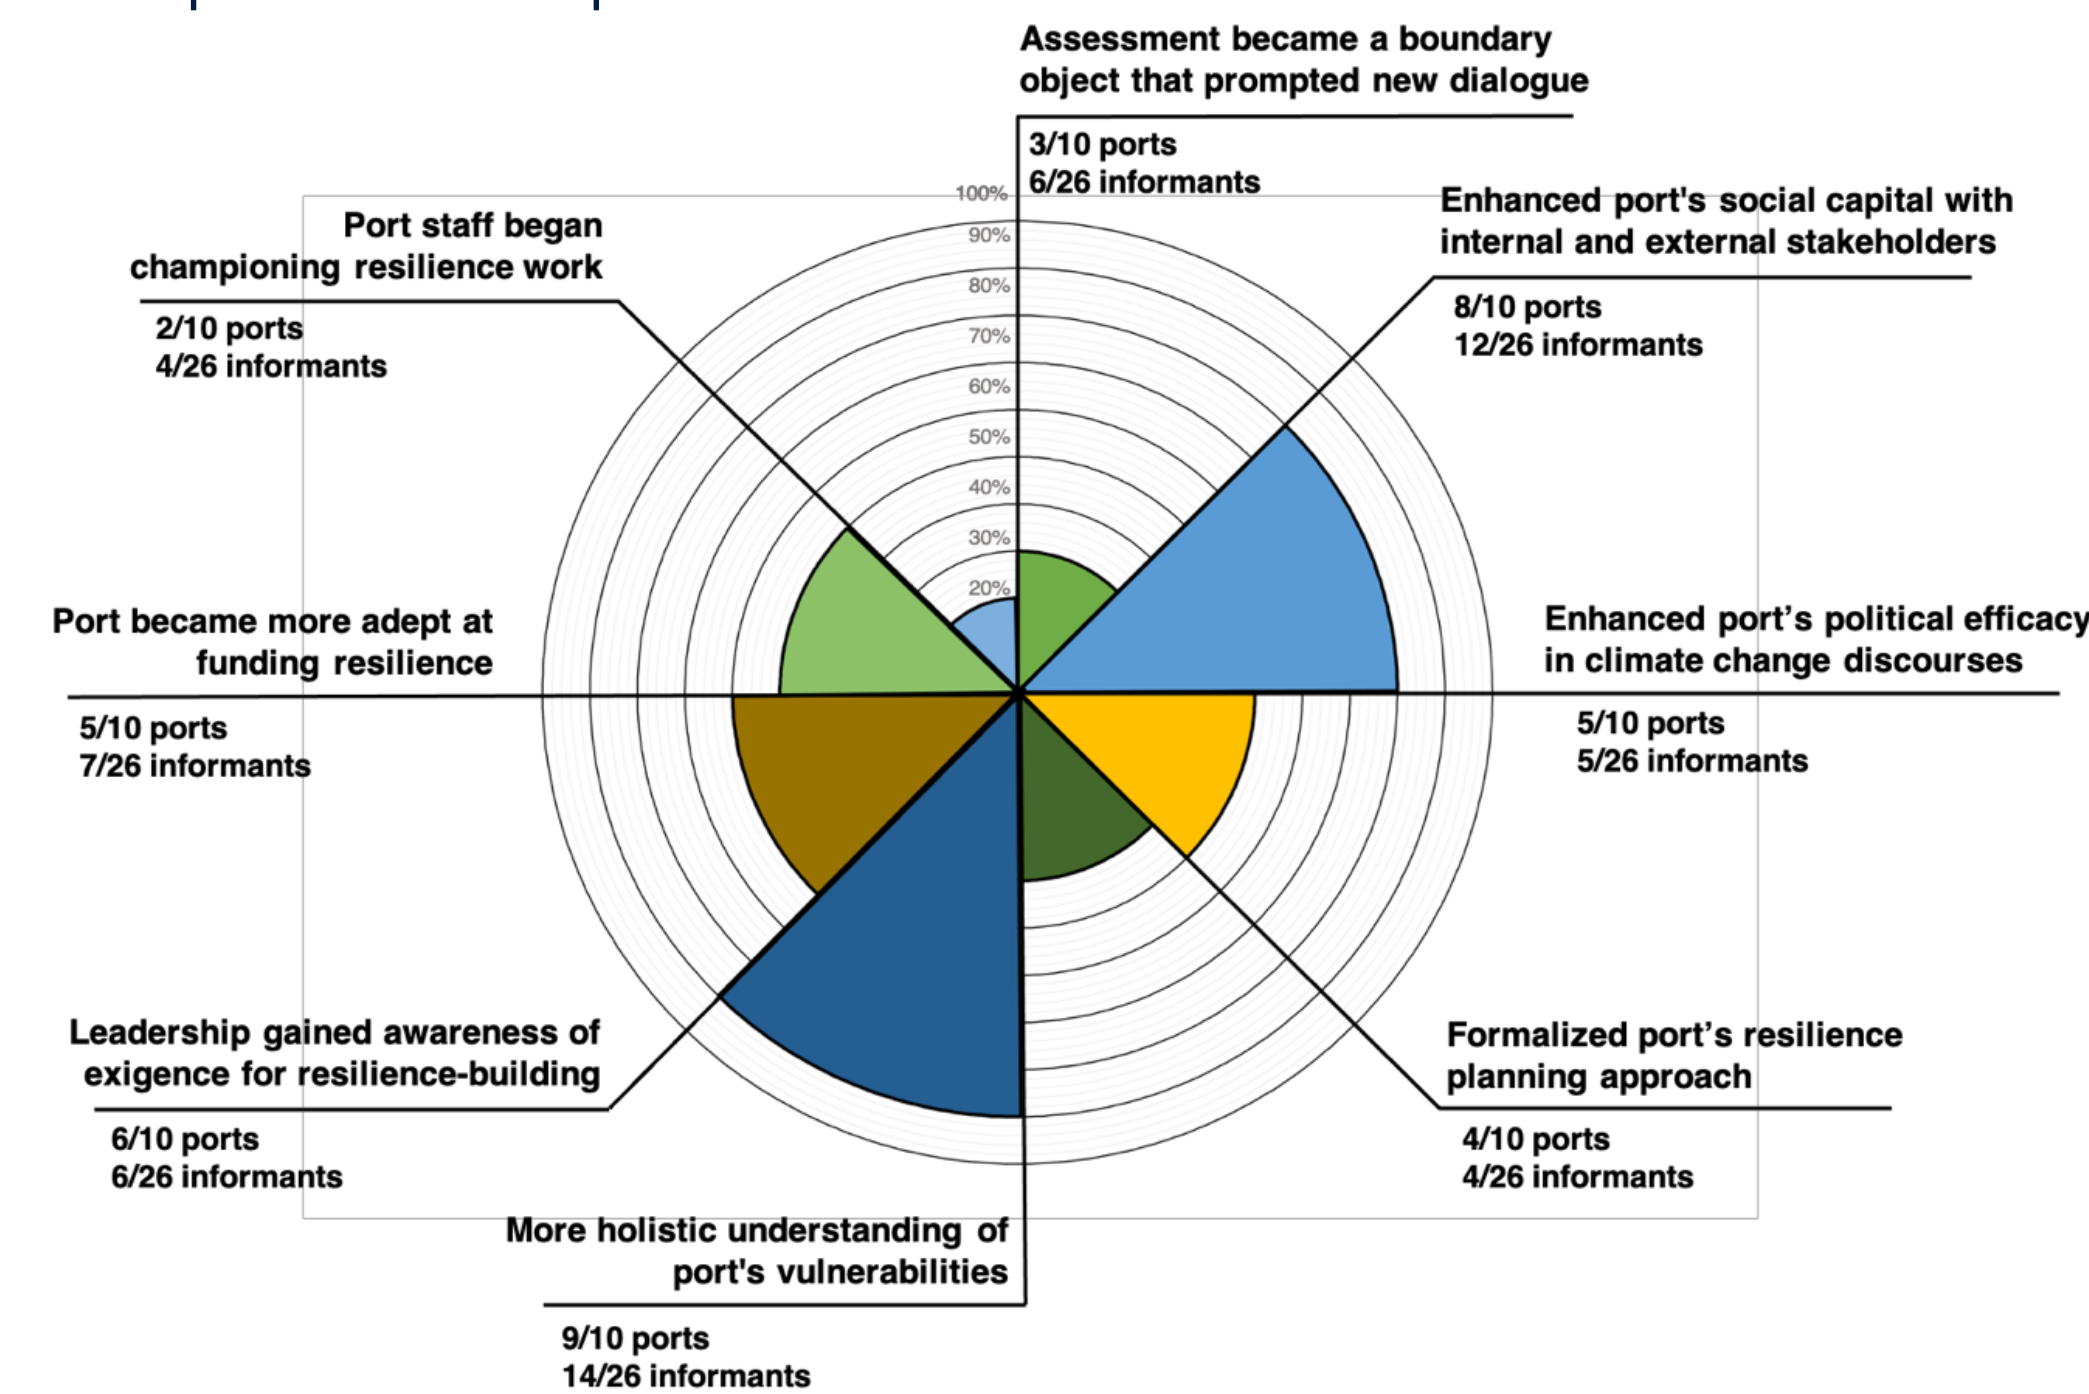 Assessment became a boundary
object that prompted new dialogue
3/10 ports
6/26 informants
Enhanced port's social capital with
internal and external stakeholders
8/10 ports
12/26 informants
Enhanced port’s political efficacy
in climate change discourses
5/10 ports
5/26 informants
Formalized port’s resilience
planning approach
4/10 ports
4/26 informants
More holistic understanding of
port's vulnerabilities
9/10 ports
14/26 informants
Leadership gained awareness of
exigence for resilience-building
6/10 ports
6/26 informants
Port became more adept at
funding resilience
5/10 ports
7/26 informants
Port staff began
championing resilience work
2/10 ports
4/26 informants
100%
90%
80%
70%
60%
50%
40%
30%
20%